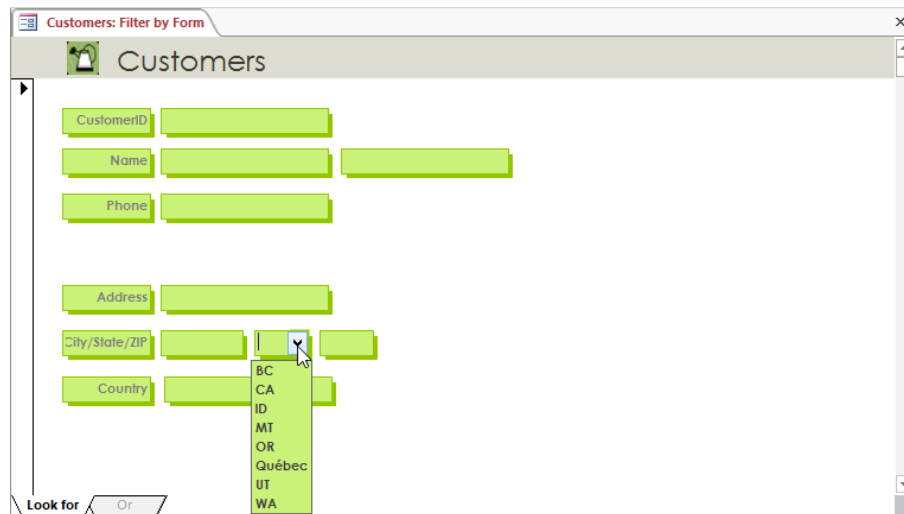 Customers: Filter by Form
Customers
CustomerID
Name
Phone
Address
City/State/ZIP
Country
BC
CA
ID
MT
OR
Québec
UT
WA
Look for
Or